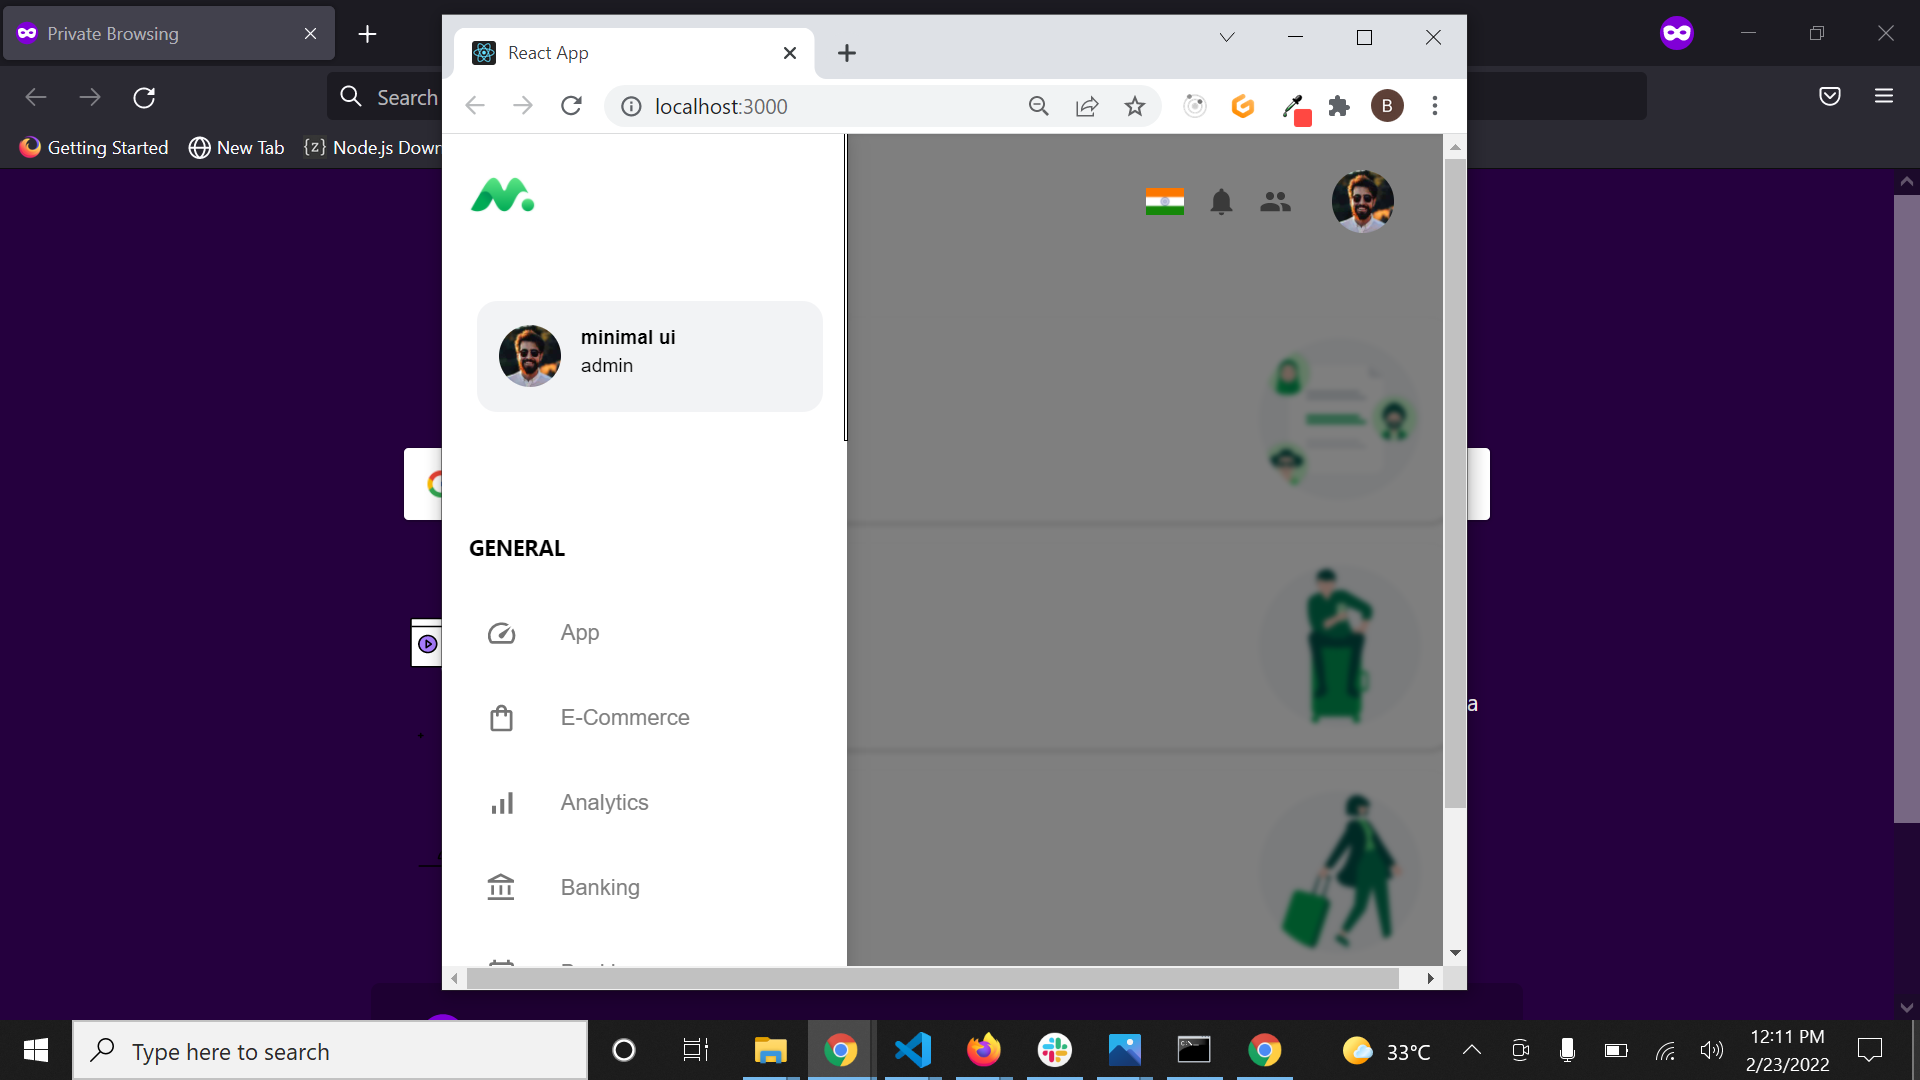 Private Browsing
React App
Search
localhost:3000
B
Getting Started
New Tab
{z} Node.js Dow
minimal ui
admin
GENERAL
App
E-Commerce
a
Analytics
Banking
Type here to search
33°C
12:11 PM
2/23/2022